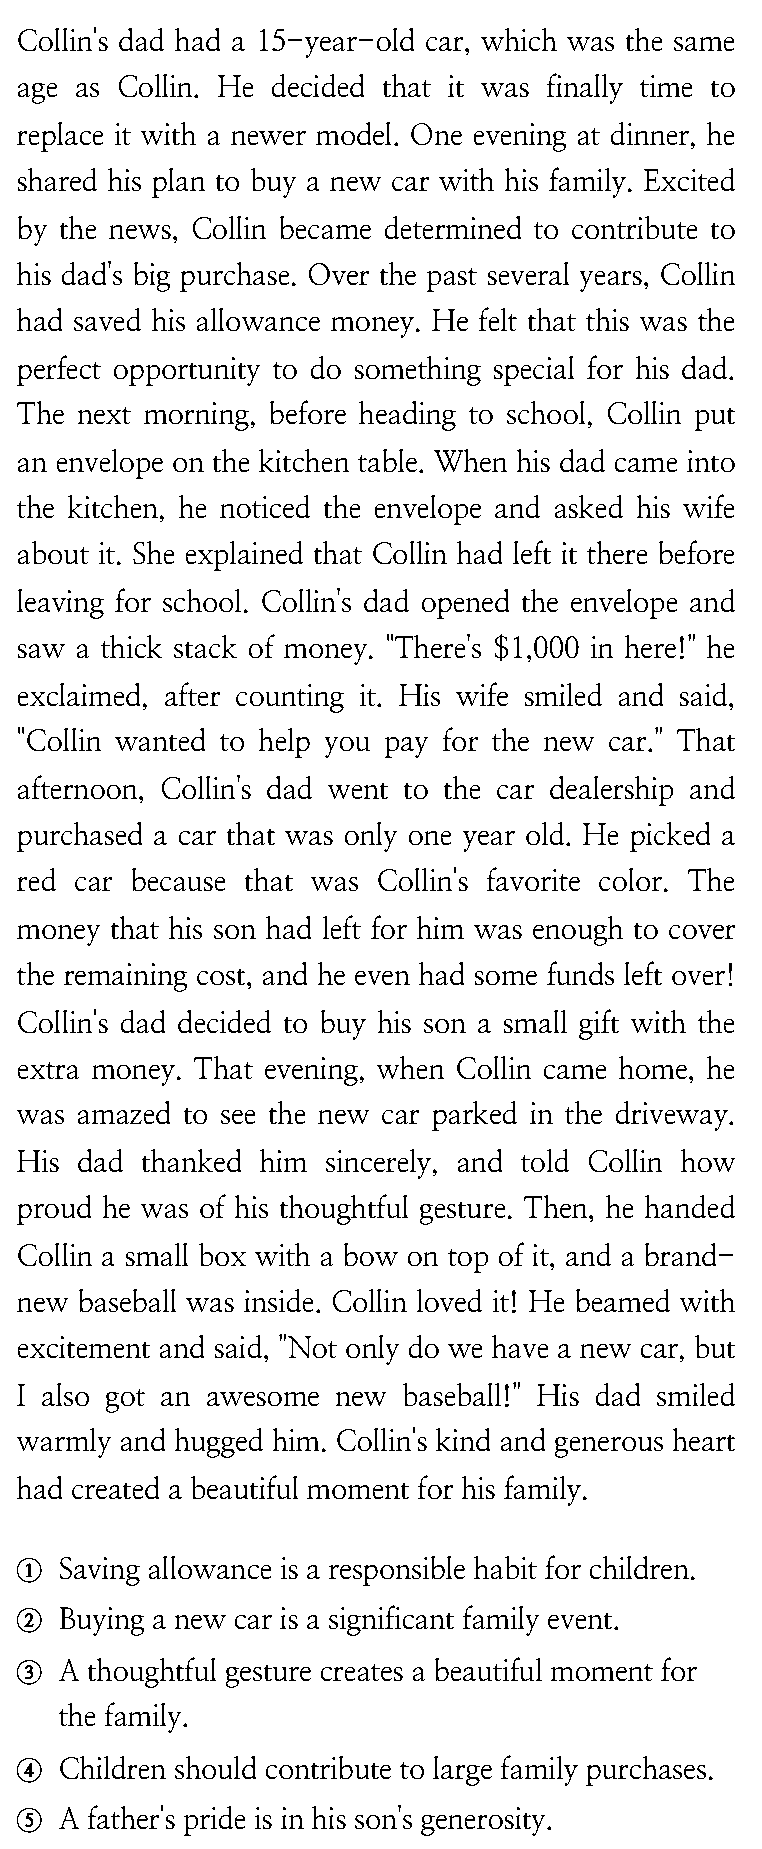 Collin's dad had a 15-year-old car, which was the same
age as Collin. He decided that it was finally time to
replace it with a newer model. One evening at dinner, he
shared his plan to buy a new car with his family. Excited
by the news, Collin became determined to contribute to
his dad's big purchase. Over the past several years, Collin
had saved his allowance money. He felt that this was the
perfect opportunity to do something special for his dad.
The next morning, before heading to school, Collin put
an envelope on the kitchen table. When his dad came into
the kitchen, he noticed the envelope and asked his wife
about it. She explained that Collin had left it there before
leaving for school. Collin's dad opened the envelope and
saw a thick stack of money. "There's $1,000 in here!" he
exclaimed, after counting it. His wife smiled and said,
"Collin wanted to help you pay for the new car." That
afternoon, Collin's dad went to the car dealership and
purchased a car that was only one year old. He picked a
red car because that was Collin's favorite color. The
money that his son had left for him was enough to cover
the remaining cost, and he even had some funds left over!
Collin's dad decided to buy his son a small gift with the
extra money. That evening, when Collin came home, he
was amazed to see the new car parked in the driveway.
His dad thanked him sincerely, and told Collin how
proud he was of his thoughtful gesture. Then, he handed
Collin a small box with a bow on top of it, and a brand-
new baseball was inside. Collin loved it! He beamed with
excitement and said, "Not only do we have a new car, but
I also got an awesome new baseball!" His dad smiled
warmly and hugged him. Collin's kind and generous heart
had created a beautiful moment for his family.
① Saving allowance is a responsible habit for children.
② Buying a new car is a significant family event.
③ A thoughtful gesture creates a beautiful moment for
the family.
④ Children should contribute to large family purchases.
⑤ A father's pride is in his son's generosity.